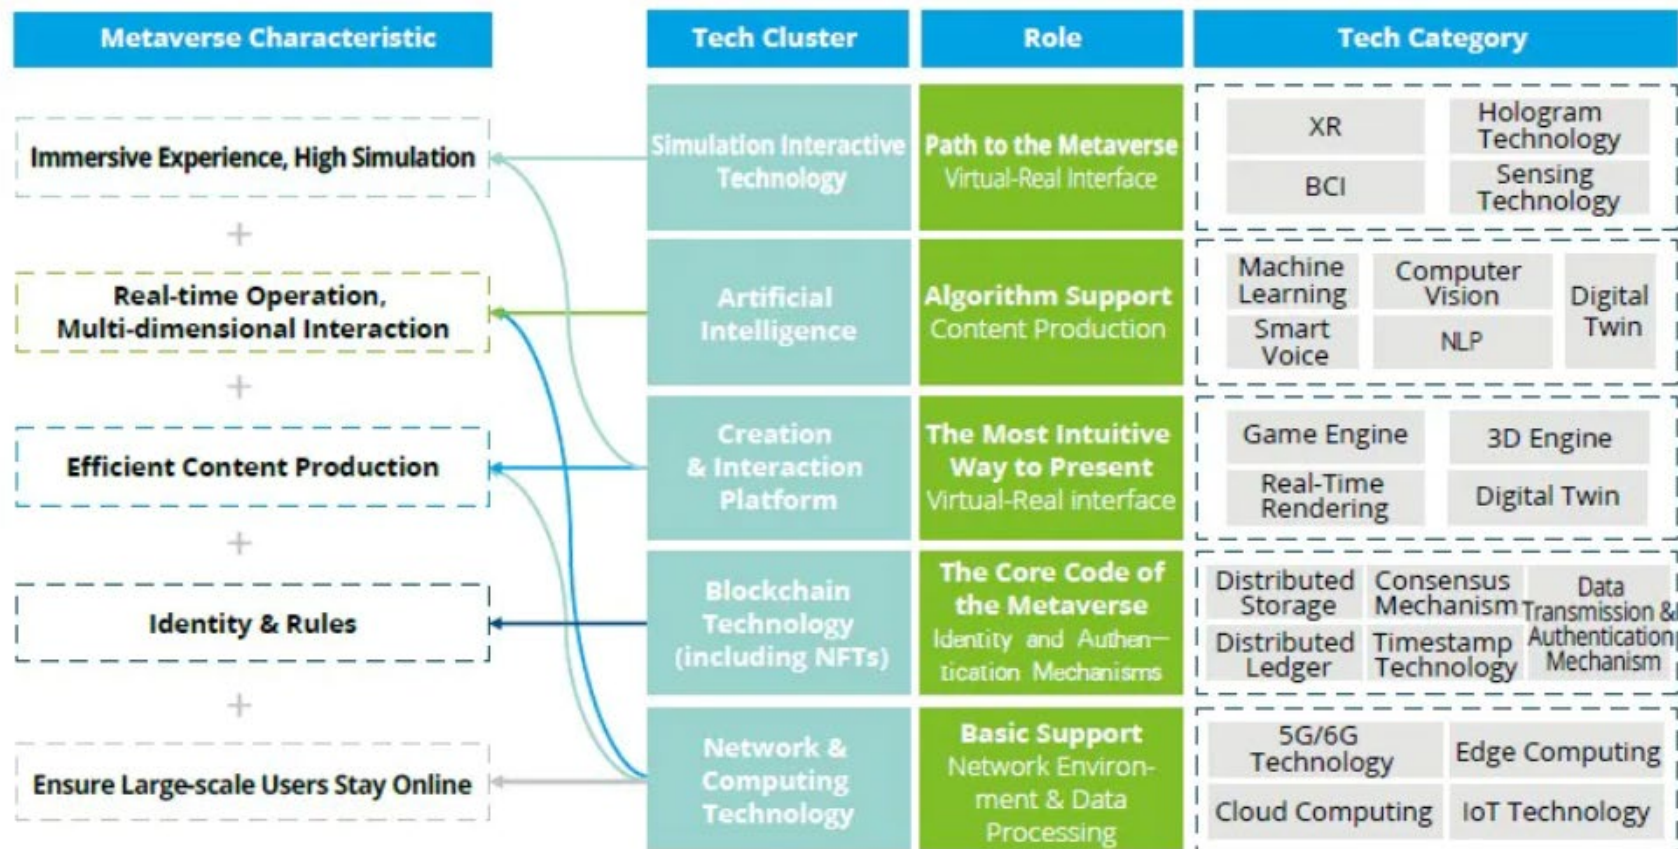 Metaverse Characteristic
Tech Cluster
Role
Tech Category
Immersive Experience, High Simulation
+
Real-time Operation,
Multi-dimensional Interaction
+
Efficient Content Production
+
Identity & Rules
+
Ensure Large-scale Users Stay Online
Simulation Interactive
Technology
Path to the Metaverse
Virtual-Real Interface
XR
Hologram
Technology
BCI
Sensing
Technology
Artificial
Intelligence
Algorithm Support
Content Production
Machine
Learning
Computer
Vision
Smart
Voice
NLP
Digital
Twin
Creation
& Interaction
Platform
The Most Intuitive
Way to Present
Virtual-Real interface
Game Engine
3D Engine
Real-Time
Rendering
Digital Twin
Blockchain
Technology
(including NFTs)
The Core Code of
the Metaverse
Identity and Authen-
tication Mechanisms
Distributed
Storage
Consensus
Mechanism
Distributed
Ledger
Timestamp
Technology
Data
Transmission &
Authentication
Mechanism
Network &
Computing
Technology
Basic Support
Network Environ-
ment & Data
Processing
5G/6G
Technology
Edge Computing
Cloud Computing
IoT Technology